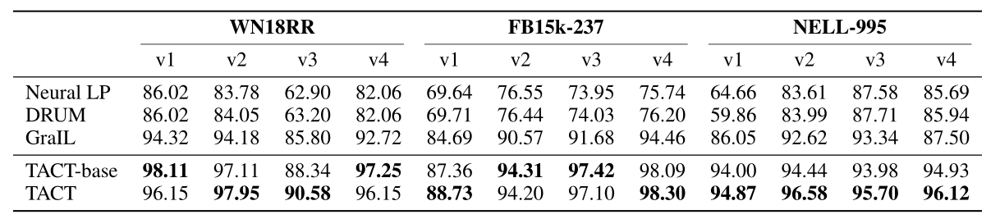 WN18RR FB15k-237 NELL-995
v1 v2 v3 v4 v1 v2 v3 v4 v1 v2 v3 v4
Neural LP 86.02 83.78 62.90 82.06 69.64 76.55 73.95 75.74 64.66 83.61 87.58 85.69
DRUM 86.02 84.05 63.20 82.06 69.71 76.44 74.03 76.20 59.86 83.99 87.71 85.94
GraIL 94.32 94.18 85.80 92.72 84.69 90.57 91.68 94.46 86.05 92.62 93.34 87.50
TACT-base 98.11 97.11 88.34 97.25 87.36 94.31 97.42 98.09 94.00 94.44 93.98 94.93
TACT 96.15 97.95 90.58 96.15 88.73 94.20 97.10 98.30 94.87 96.58 95.70 96.12